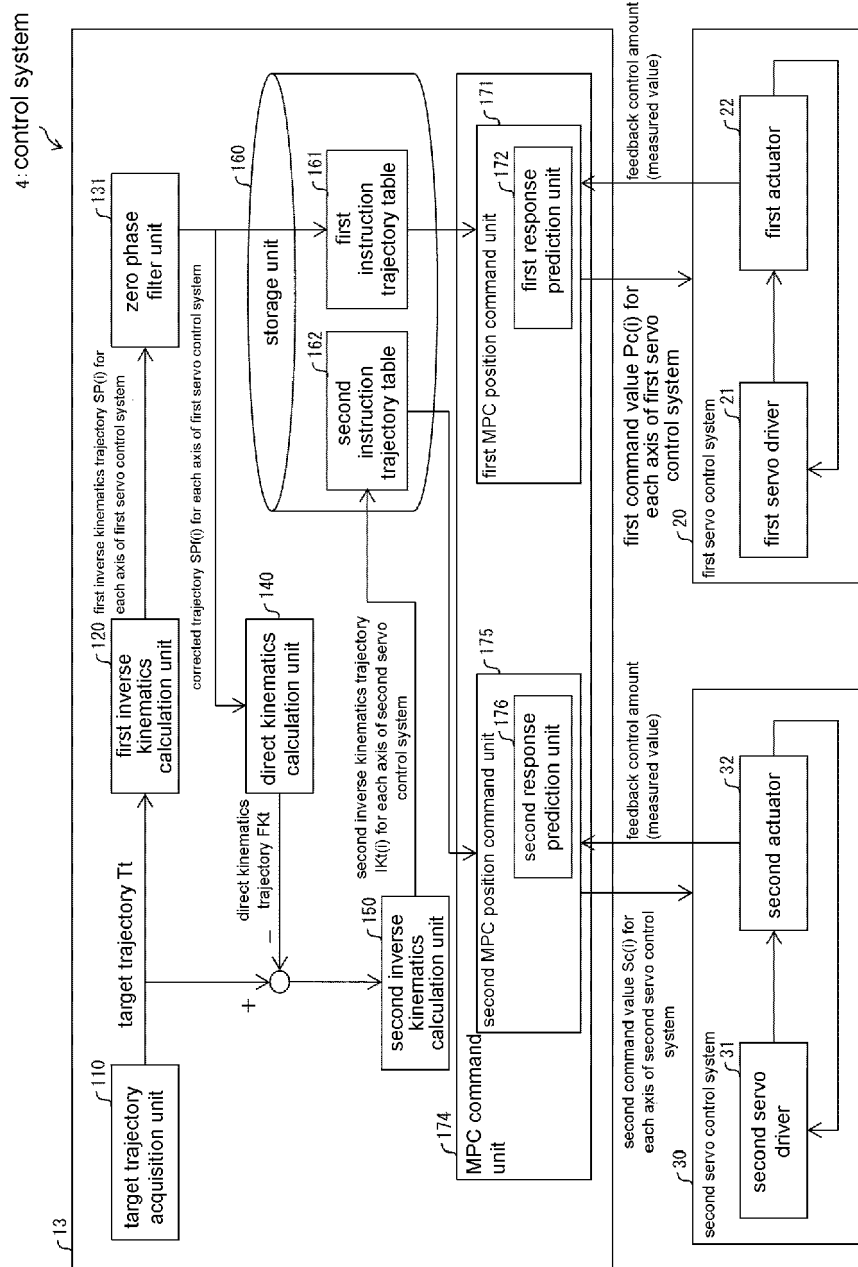 4: control system
13
110
target trajectory
acquisition unit
target trajectory Tt
120
first inverse
kinematics
calculation unit
first inverse kinematics trajectory SP(i) for
each axis of first servo control system
131
zero phase
filter unit
corrected trajectory SPf(i) for each axis of first servo control system
140
direct kinematics
calculation unit
direct kinematics
trajectory FKt
+
−
150
second inverse
kinematics
calculation unit
second inverse kinematics trajectory
IKt(i) for each axis of second servo
control system
160
storage unit
162
second
instruction
trajectory table
161
first
instruction
trajectory table
174
MPC command
unit
175
second MPC position command unit
176
second response
prediction unit
171
first MPC position command unit
172
first response
prediction unit
second command value Sc(i) for
each axis of second servo control
system
feedback control amount
(measured value)
first command value Pc(i) for
each axis of first servo
control system
feedback control amount
(measured value)
30
second servo control system
31
second servo
driver
32
second actuator
20
first servo control system
21
first servo driver
22
first actuator